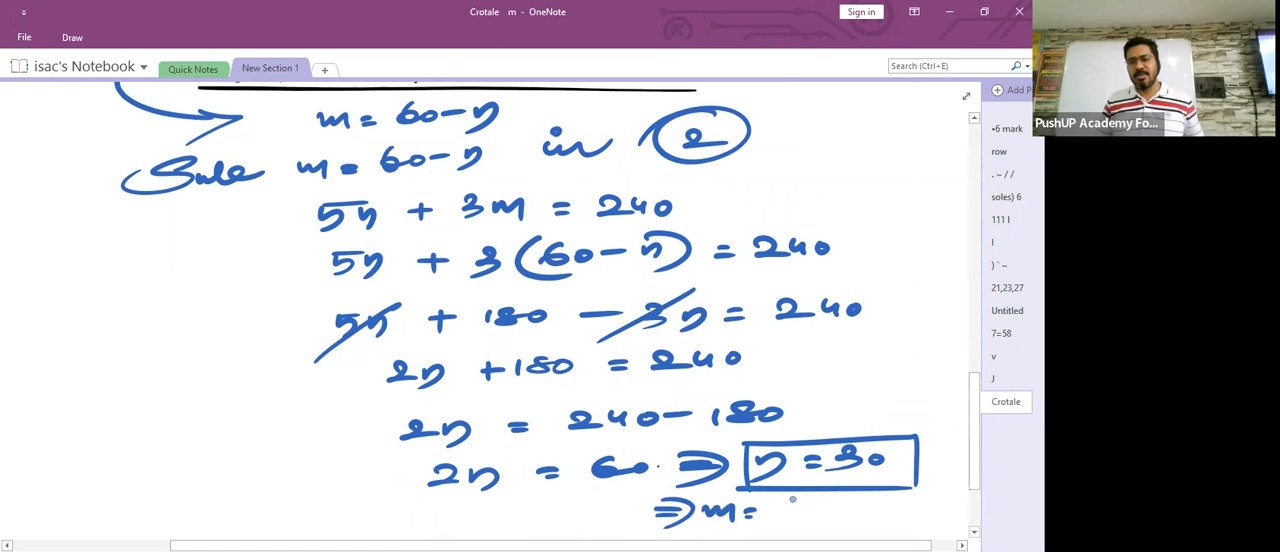 Crotale m - OneNote
Sign in
File Draw
isac's Notebook Quick Notes New Section 1 Search (Ctrl+E)
Add P
•6 mark
row
. ~ / /
soles) 6
111 I
I
) ` ~
21,23,27
Untitled
7=58
v
J
Crotale
PushUP Academy Fo...
m = 60 - n
m = 60 - n in 2
5n + 3m = 240
5n + 3 (60 - n) = 240
5n + 180 - 3n = 240
2n + 180 = 240
2n = 240 - 180
2n = 60 ⇒ n = 30
⇒ m =